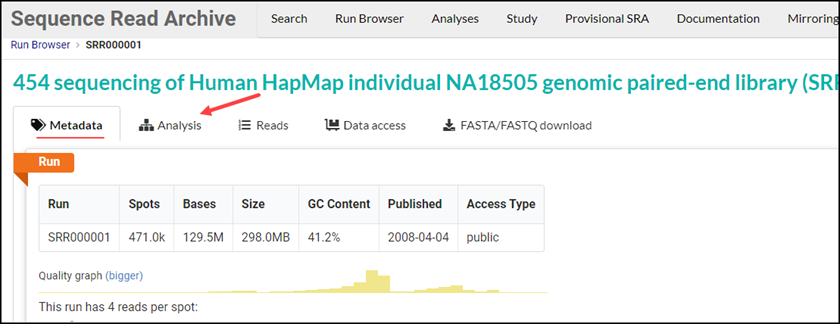 Sequence Read Archive Search Run Browser Analyses Study Provisional SRA Documentation Mirroring
Run Browser › SRR000001
454 sequencing of Human HapMap individual NA18505 genomic paired-end library (SRR
Metadata Analysis Reads Data access FASTA/FASTQ download
Run
Run Spots Bases Size GC Content Published Access Type
SRR000001 471.0k 129.5M 298.0MB 41.2% 2008-04-04 public
Quality graph (bigger)
This run has 4 reads per spot: